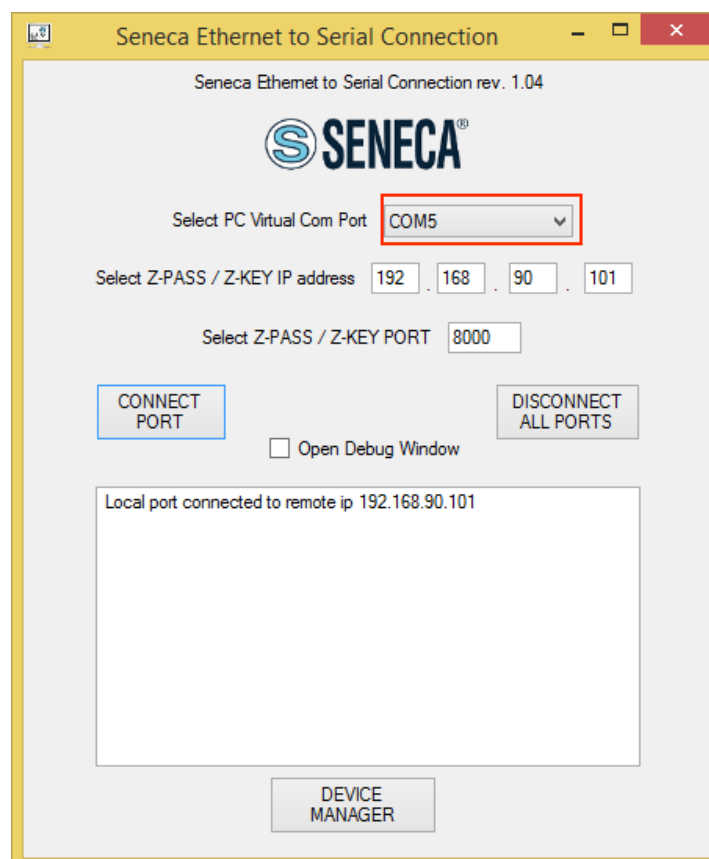 Seneca Ethernet to Serial Connection
Seneca Ethernet to Serial Connection rev. 1.04
SENECA®
Select PC Virtual Com Port COM5
Select Z-PASS / Z-KEY IP address 192 . 168 . 90 . 101
Select Z-PASS / Z-KEY PORT 8000
CONNECT
PORT
DISCONNECT
ALL PORTS
Open Debug Window
Local port connected to remote ip 192.168.90.101
DEVICE
MANAGER